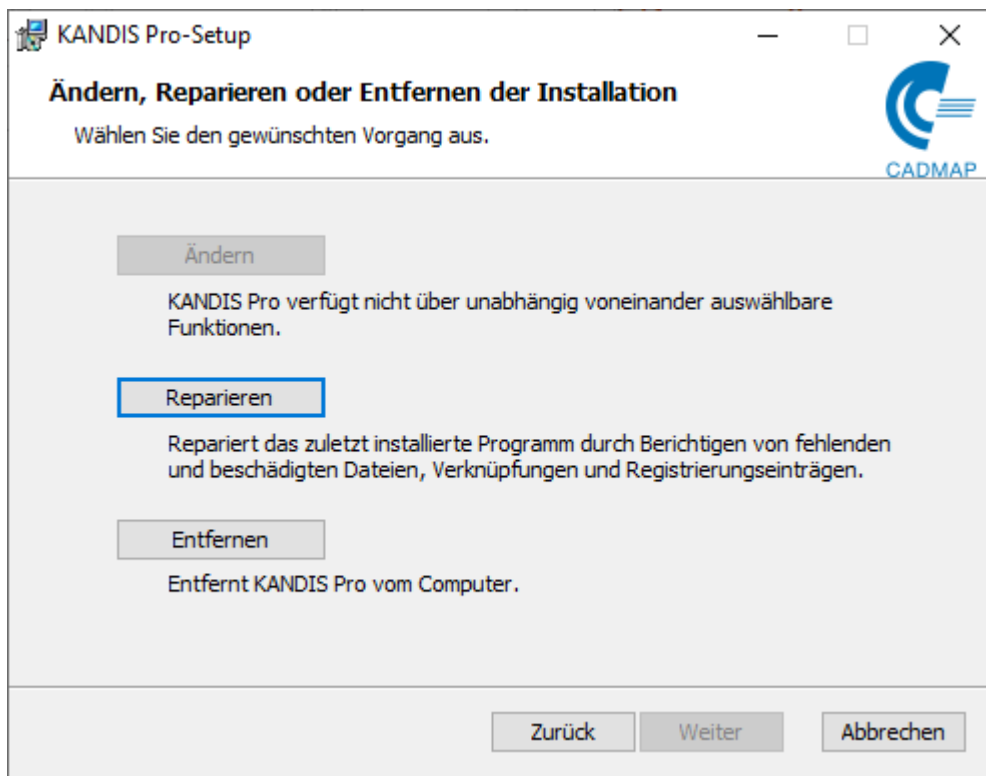 KANDIS Pro-Setup
Ändern, Reparieren oder Entfernen der Installation
Wählen Sie den gewünschten Vorgang aus.
CADMAP
Ändern
KANDIS Pro verfügt nicht über unabhängig voneinander auswählbare
Funktionen.
Reparieren
Repariert das zuletzt installierte Programm durch Berichtigen von fehlenden
und beschädigten Dateien, Verknüpfungen und Registrierungseinträgen.
Entfernen
Entfernt KANDIS Pro vom Computer.
Zurück Weiter Abbrechen